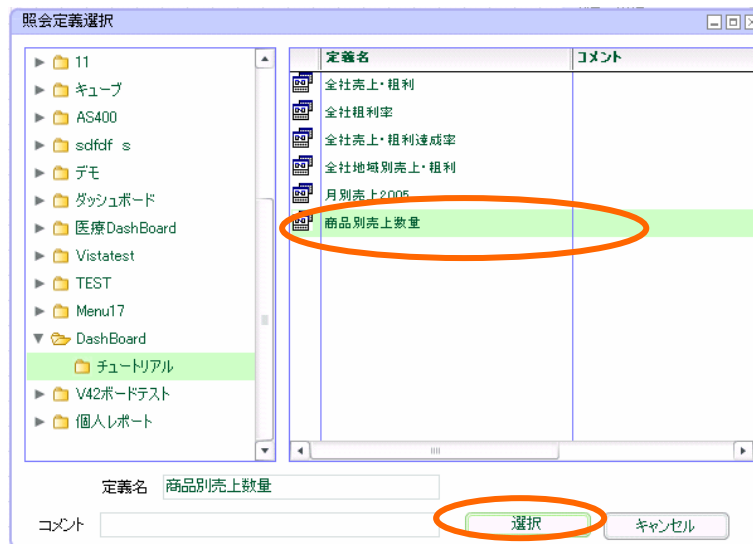 照会定義選択
11
キューブ
AS400
sdfdf s
デモ
ダッシュボード
医療DashBoard
Vistatest
TEST
Menu17
DashBoard
チュートリアル
V42ボードテスト
個人レポート
定義名 コメント
全社売上・粗利
全社粗利率
全社売上・粗利達成率
全社地域別売上・粗利
月別売上2005
商品別売上数量
定義名 商品別売上数量
コメント 選択 キャンセル